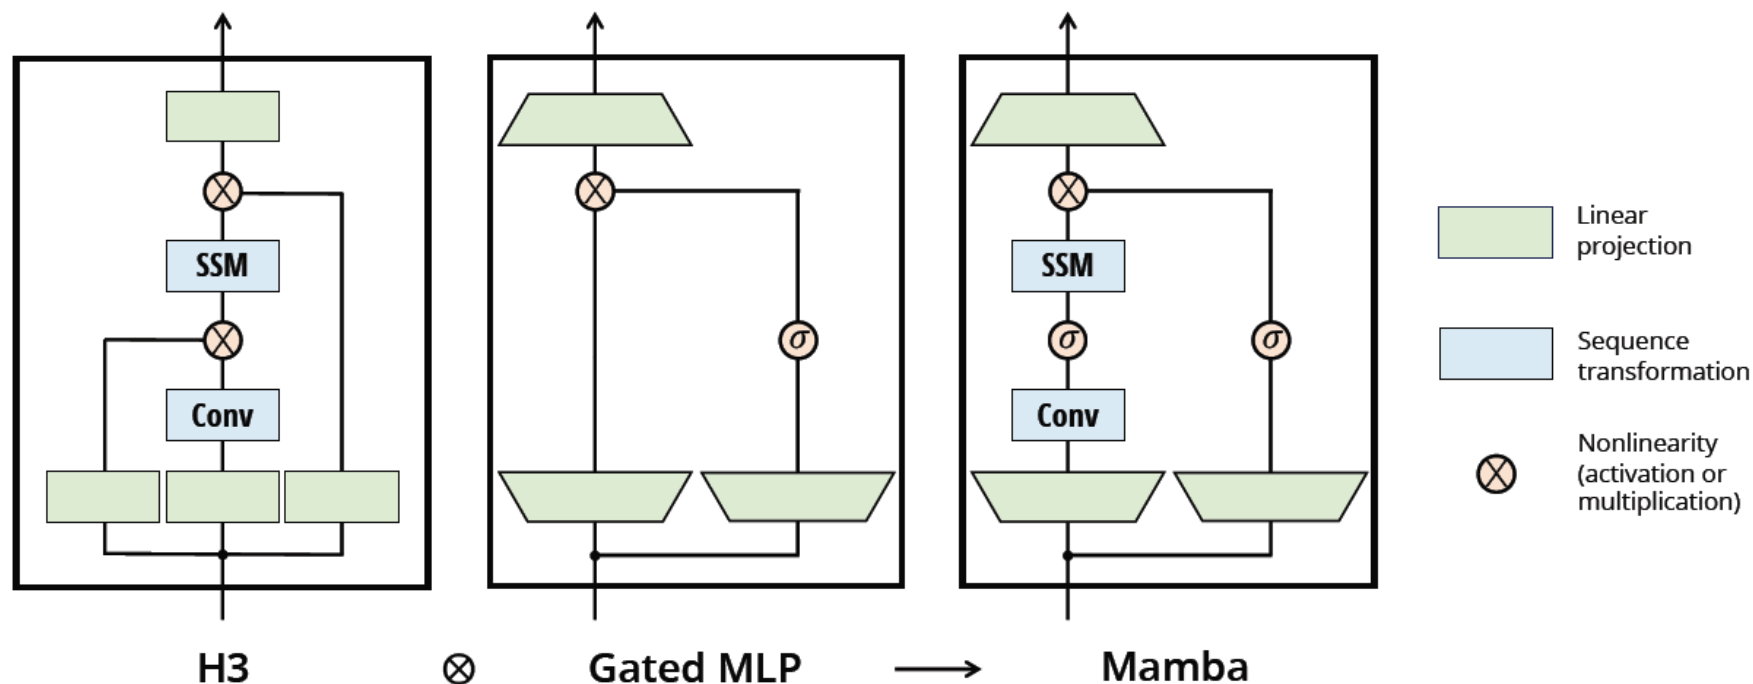 SSM
Conv
σ
SSM
σ
σ
Conv
Linear
projection
Sequence
transformation
Nonlinearity
(activation or
multiplication)
H3 ⊗ Gated MLP → Mamba